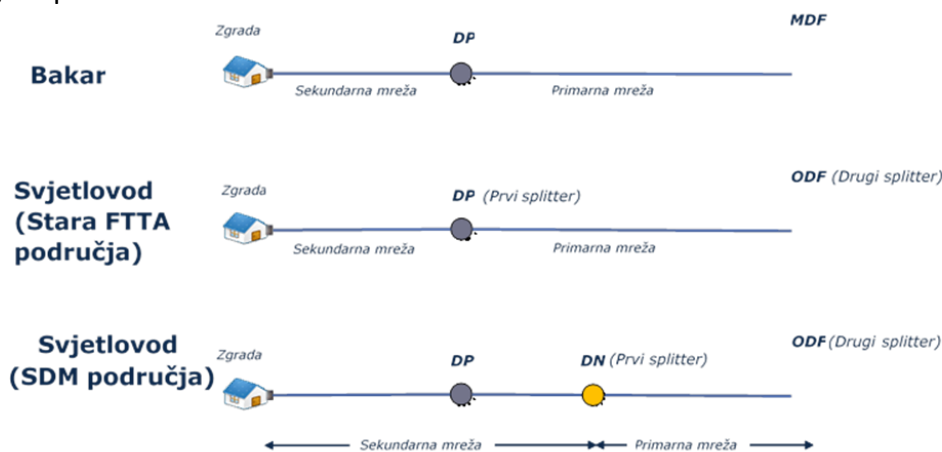 MDF
Zgrada
DP
Bakar
Sekundarna mreža
Primarna mreža
ODF (Drugi splitter)
Svjetlovod
(Stara FTTA
područja)
Zgrada
DP (Prvi splitter)
Sekundarna mreža
Primarna mreža
Svjetlovod
(SDM područja)
Zgrada
DP
DN (Prvi splitter)
ODF (Drugi splitter)
Sekundarna mreža
Primarna mreža